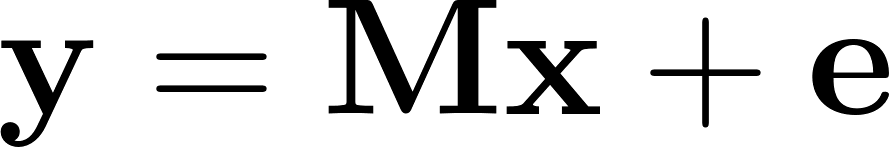 y = Mx + e